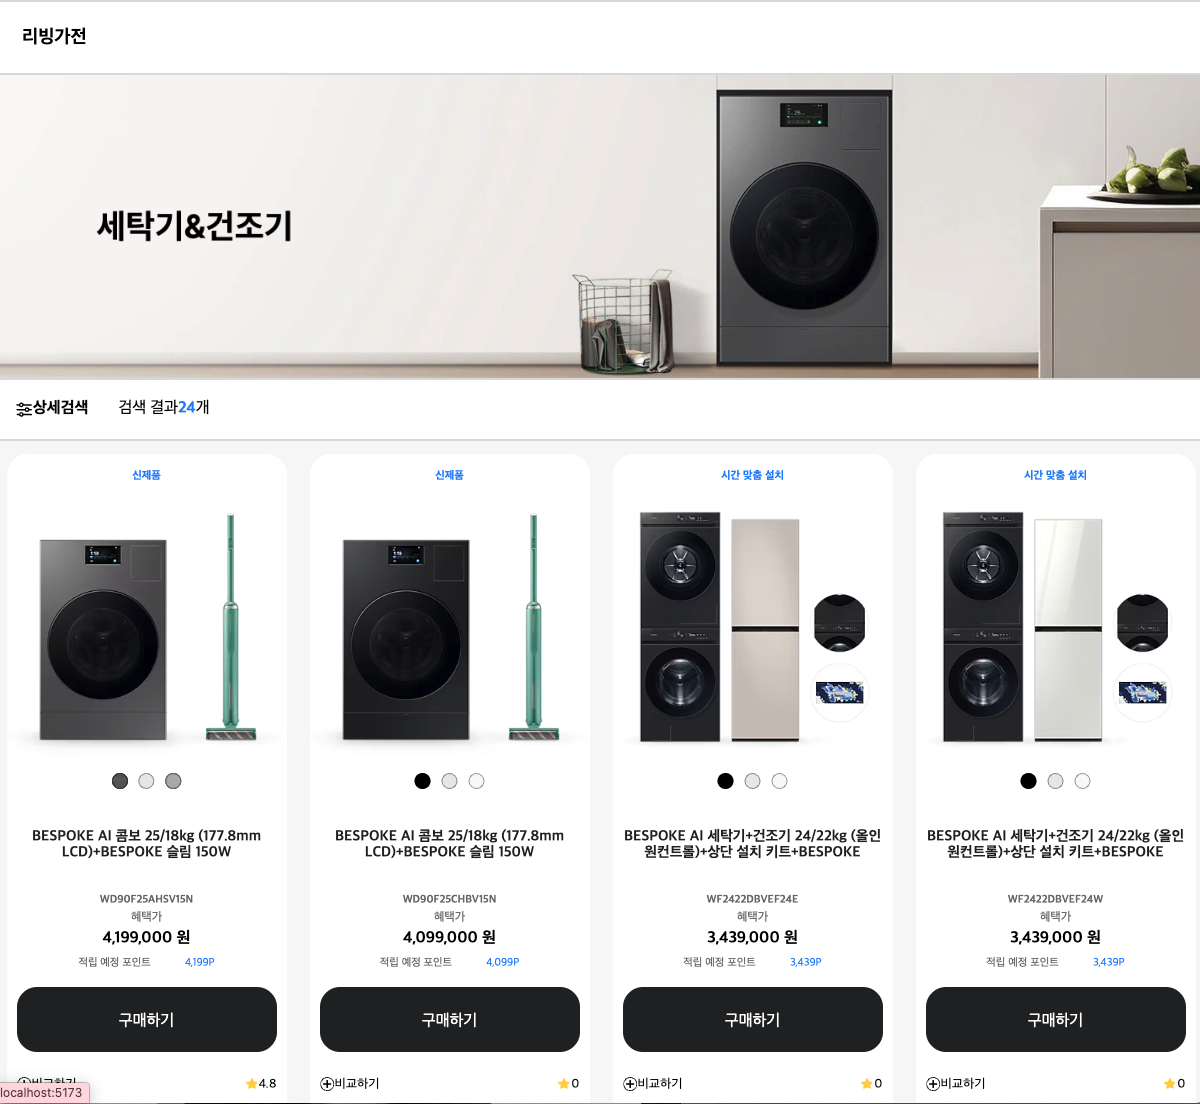 리빙가전
세탁기&건조기
상세검색 검색 결과24개
신제품 신제품 시간 맞춤 설치 시간 맞춤 설치
BESPOKE AI 콤보 25/18kg (177.8mm
LCD)+BESPOKE 슬림 150W
WD90F25AHSV15N
혜택가
4,199,000 원
적립 예정 포인트 4,199P
구매하기
비교하기 4.8
BESPOKE AI 콤보 25/18kg (177.8mm
LCD)+BESPOKE 슬림 150W
WD90F25CHBV15N
혜택가
4,099,000 원
적립 예정 포인트 4,099P
구매하기
비교하기 0
BESPOKE AI 세탁기+건조기 24/22kg (올인
원컨트롤)+상단 설치 키트+BESPOKE
WF2422DBVEF24E
혜택가
3,439,000 원
적립 예정 포인트 3,439P
구매하기
비교하기 0
BESPOKE AI 세탁기+건조기 24/22kg (올인
원컨트롤)+상단 설치 키트+BESPOKE
WF2422DBVEF24W
혜택가
3,439,000 원
적립 예정 포인트 3,439P
구매하기
비교하기 0
localhost:5173